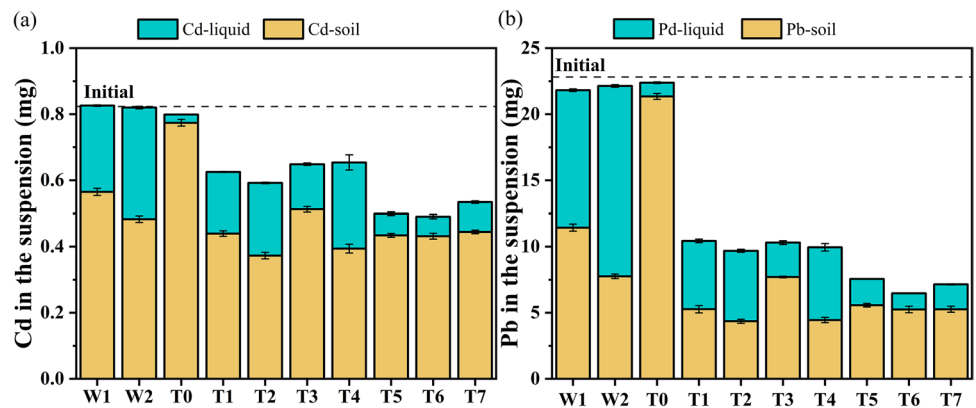 (a)
Cd-liquid Cd-soil
Cd in the suspension (mg)
1.0
0.8
0.6
0.4
0.2
0.0
Initial
W1 W2 T0 T1 T2 T3 T4 T5 T6 T7
(b)
Pd-liquid Pb-soil
Pb in the suspension (mg)
25
20
15
10
5
0
Initial
W1 W2 T0 T1 T2 T3 T4 T5 T6 T7